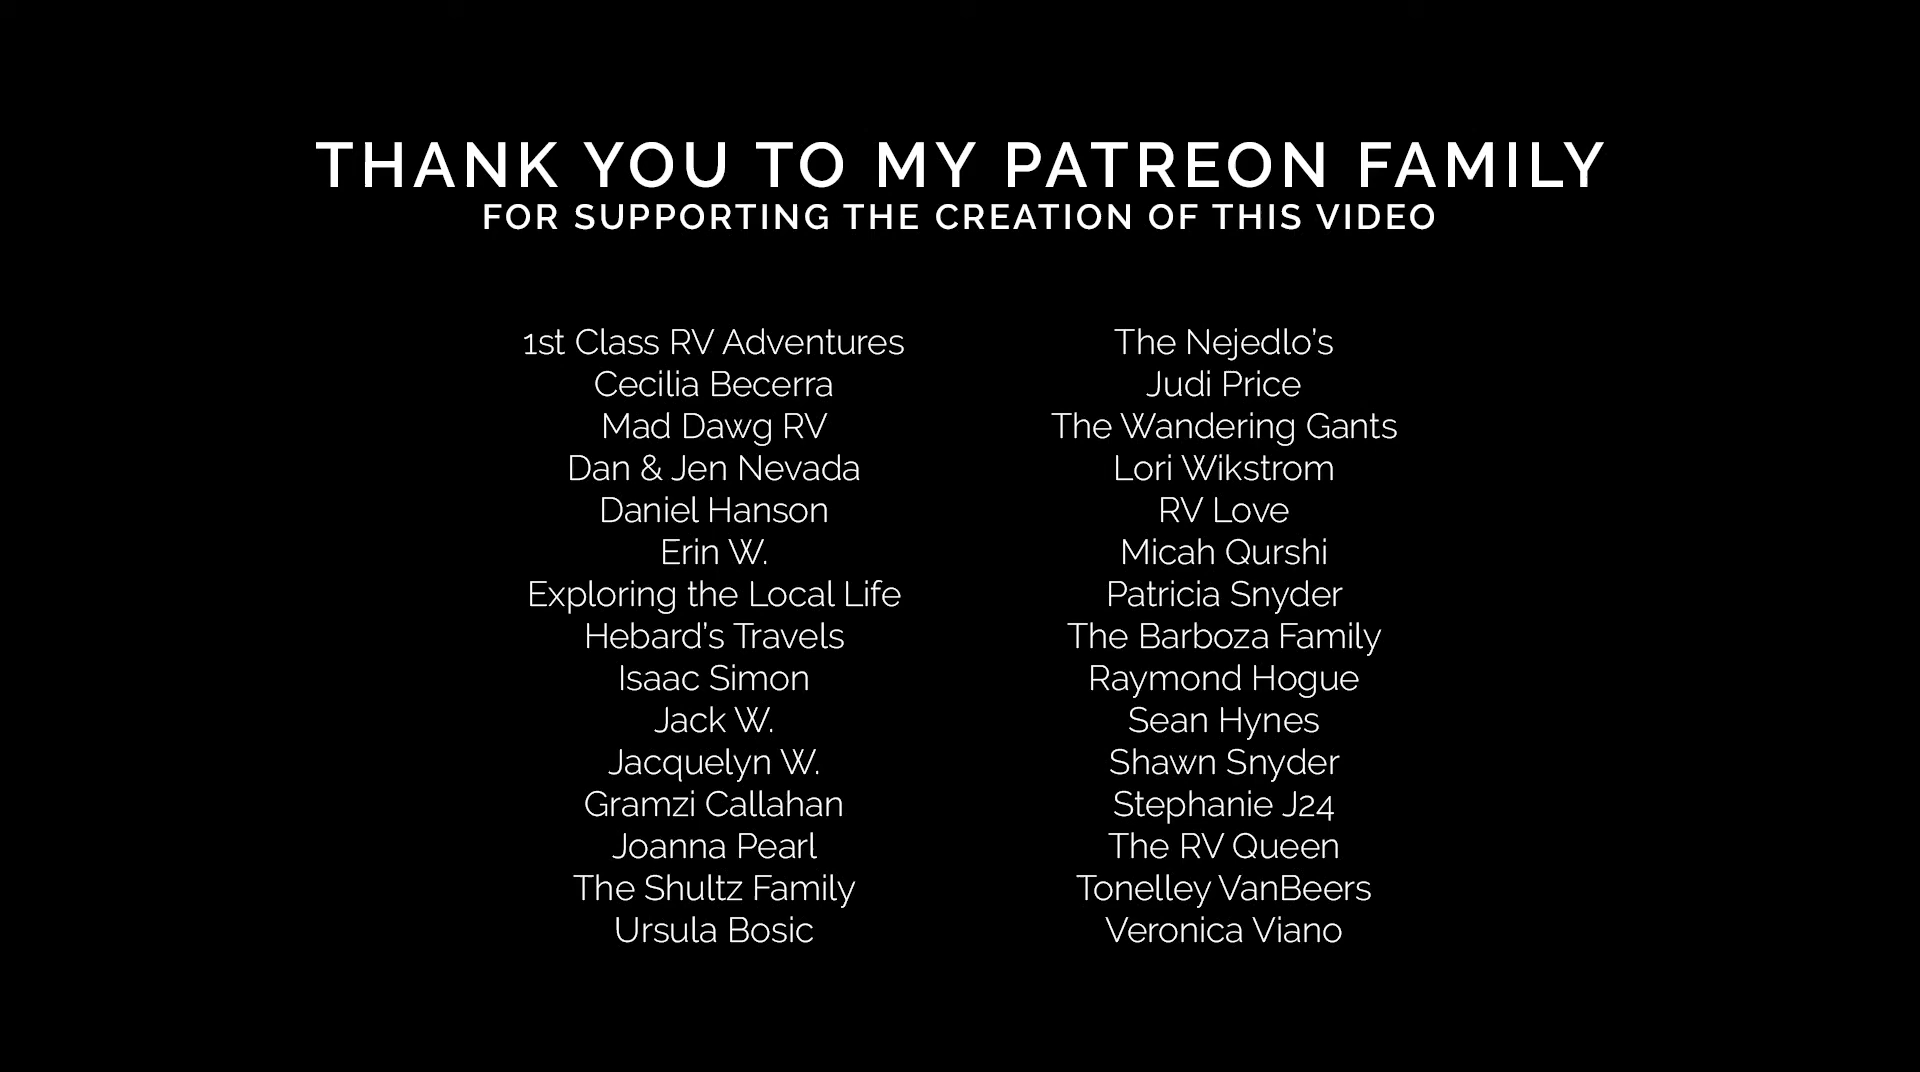 THANK YOU TO MY PATREON FAMILY
FOR SUPPORTING THE CREATION OF THIS VIDEO
1st Class RV Adventures
Cecilia Becerra
Mad Dawg RV
Dan & Jen Nevada
Daniel Hanson
Erin W.
Exploring the Local Life
Hebard’s Travels
Isaac Simon
Jack W.
Jacquelyn W.
Gramzi Callahan
Joanna Pearl
The Shultz Family
Ursula Bosic
The Nejedlo’s
Judi Price
The Wandering Gants
Lori Wikstrom
RV Love
Micah Qurshi
Patricia Snyder
The Barboza Family
Raymond Hogue
Sean Hynes
Shawn Snyder
Stephanie J24
The RV Queen
Tonelley VanBeers
Veronica Viano